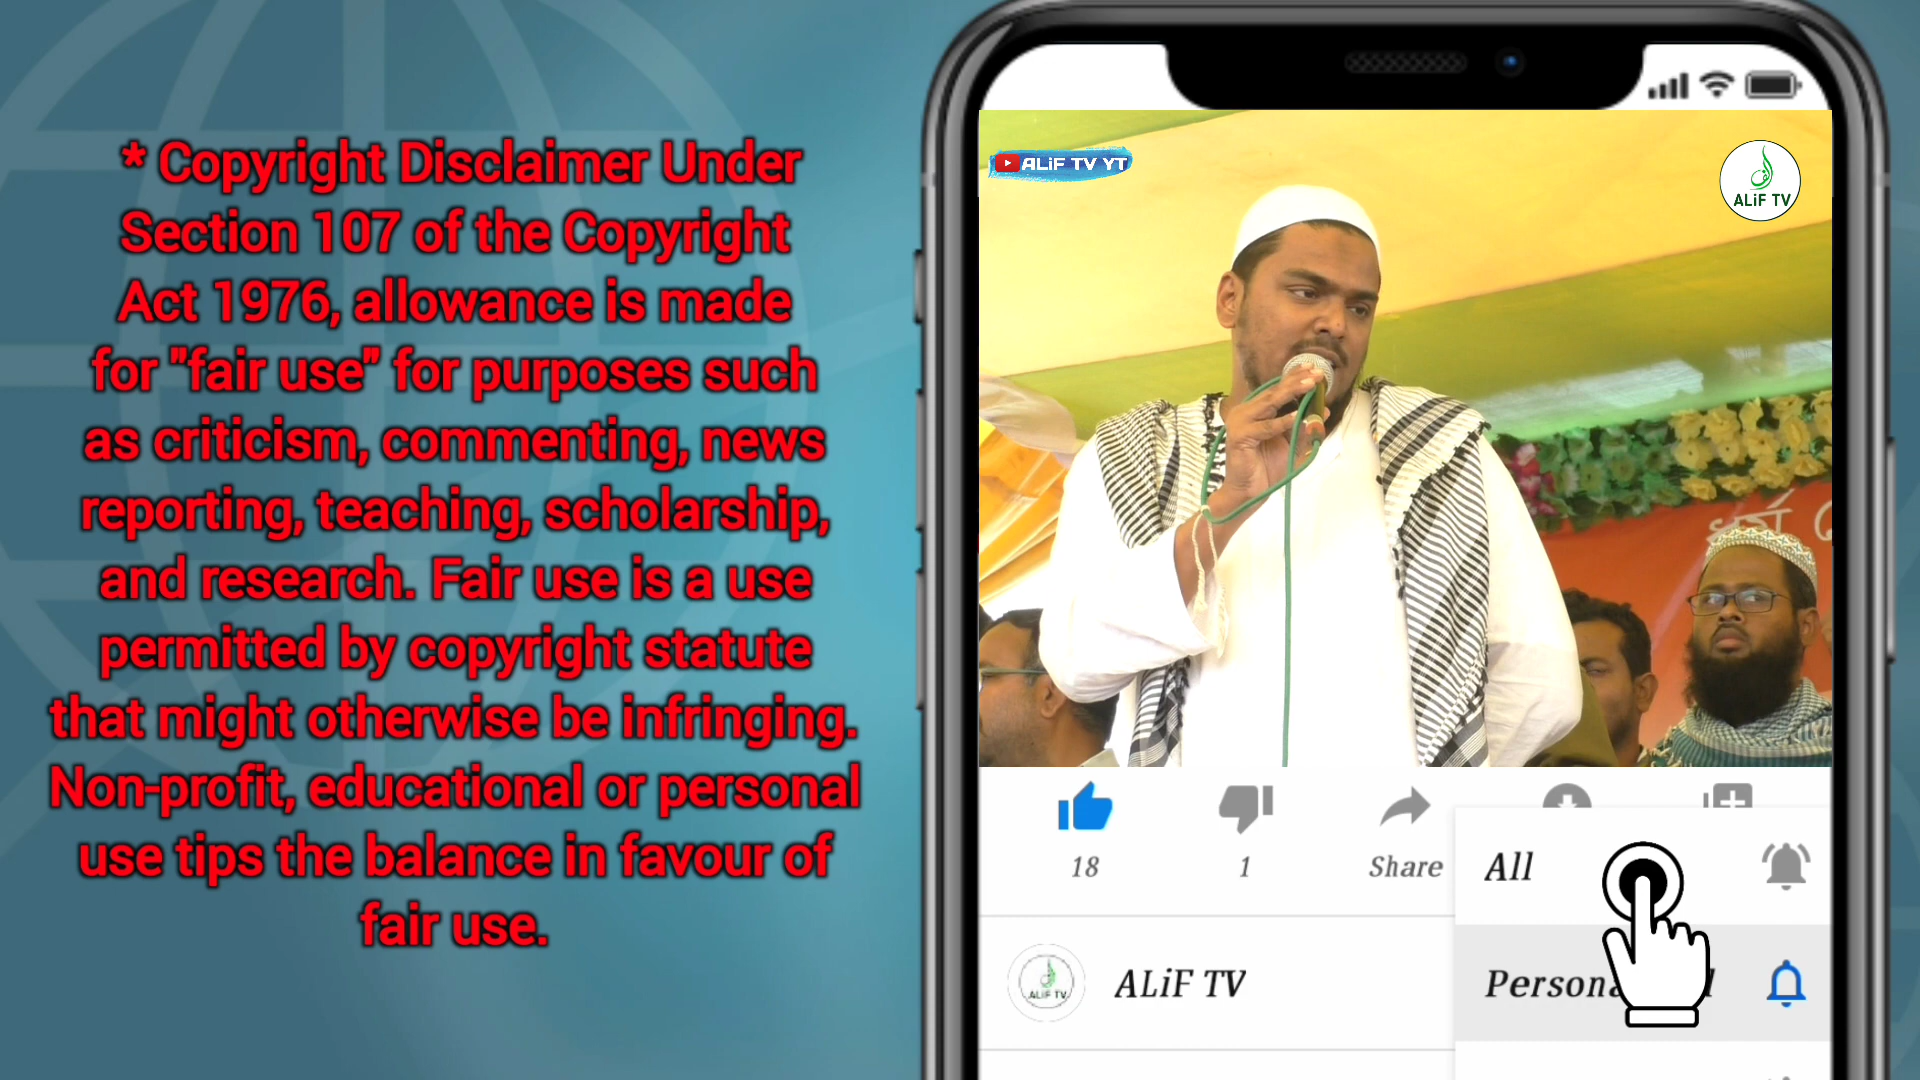 * Copyright Disclaimer Under
Section 107 of the Copyright
Act 1976, allowance is made
for "fair use" for purposes such
as criticism, commenting, news
reporting, teaching, scholarship,
and research. Fair use is a use
permitted by copyright statute
that might otherwise be infringing.
Non-profit, educational or personal
use tips the balance in favour of
fair use.
ALiF TV YT
ALiF TV
18
1
Share
All
ALiF TV
ALiF TV